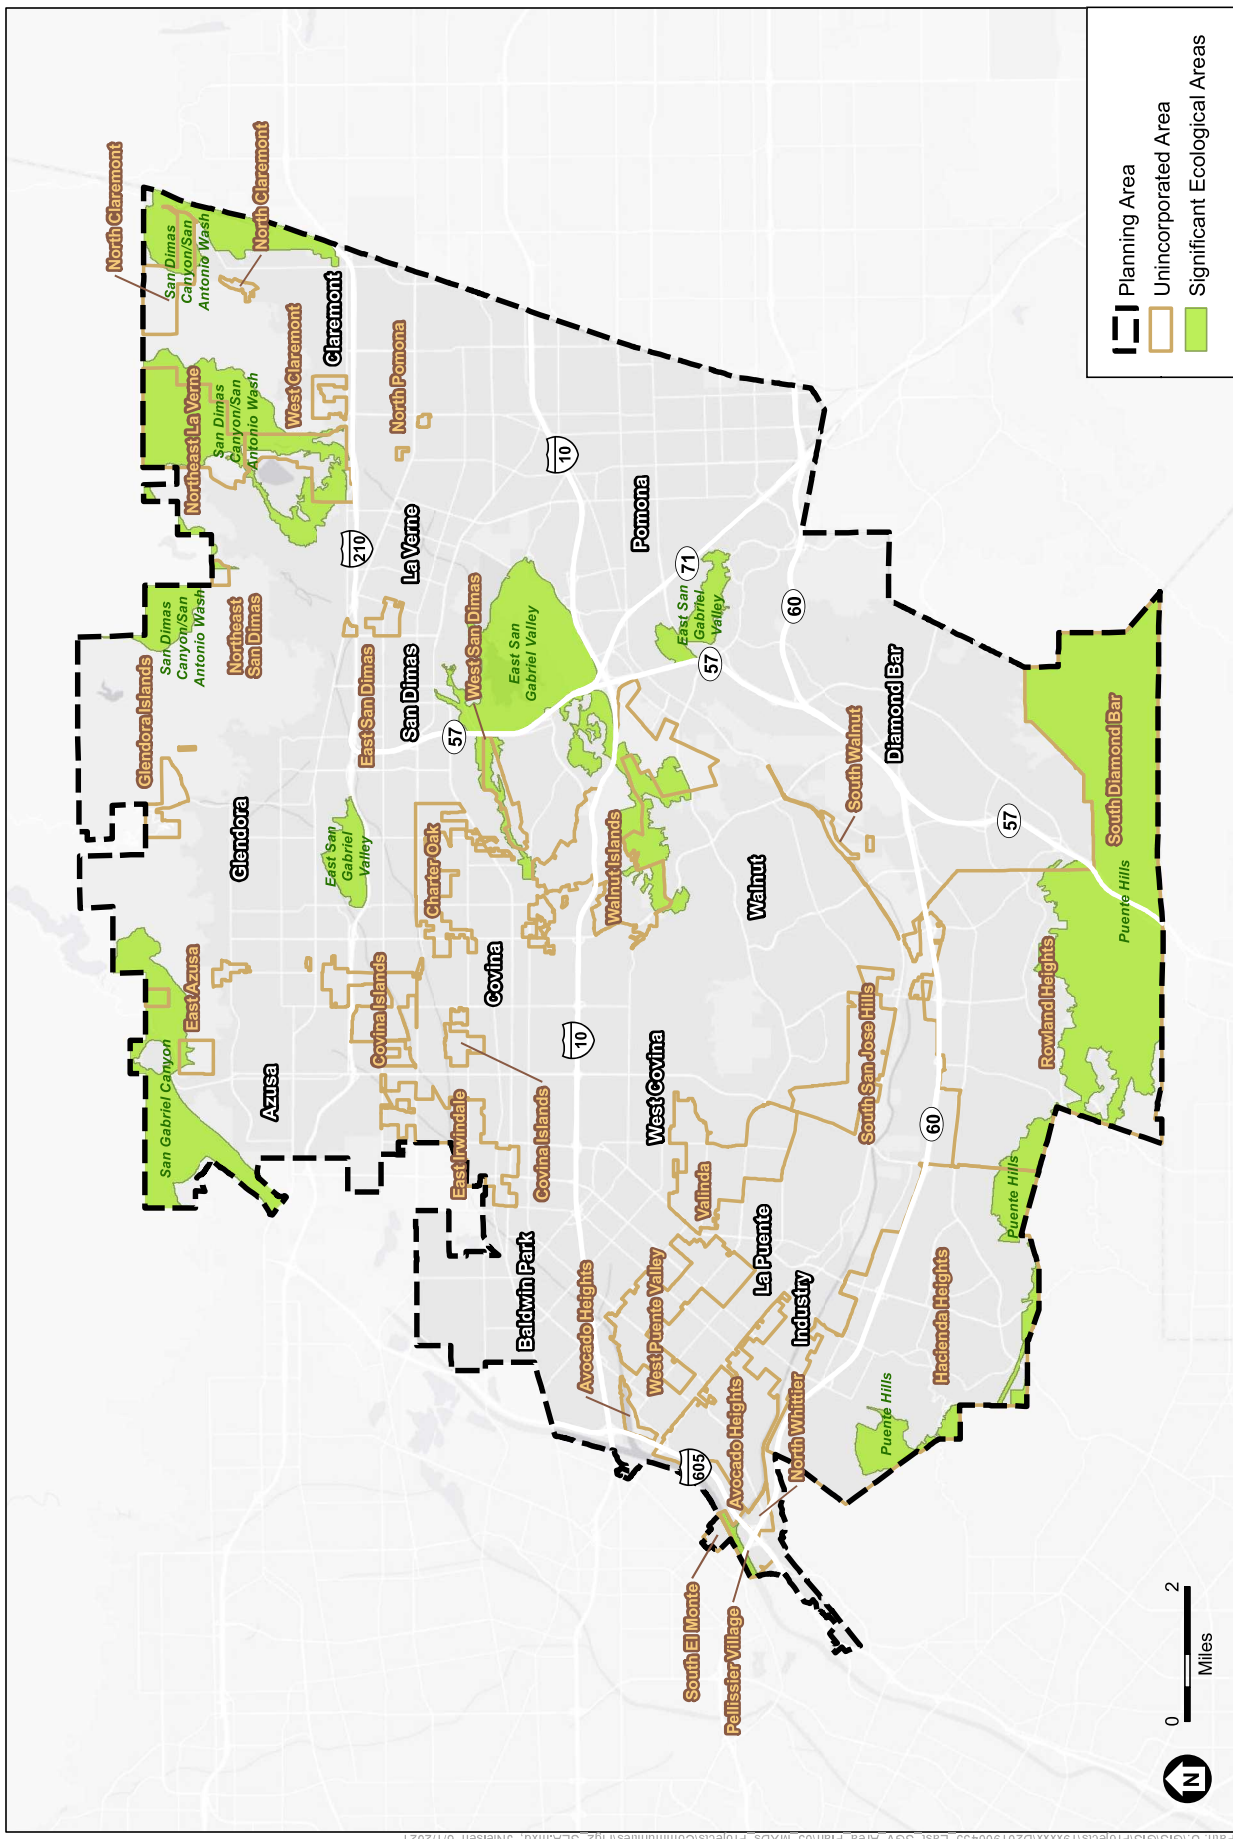 North Claremont
San Dimas
Canyon/San
Antonio Wash
North Claremont
Northeast La Verne
San Dimas
Canyon/San
Antonio Wash
West Claremont
Claremont
North Pomona
210
La Verne
10
Pomona
71
60
57
East San
Gabriel
Valley
San Dimas
Canyon/San
Antonio Wash
Northeast
San Dimas
Glendora Islands
East San Dimas
San Dimas
57
West San Dimas
East San
Gabriel Valley
Glendora
East San
Gabriel
Valley
Charter Oak
Walnut Islands
Walnut
South Walnut
Diamond Bar
57
South Diamond Bar
Puente Hills
San Gabriel Canyon
East Azusa
Azusa
Covina Islands
Covina
10
East Irwindale
Covina Islands
West Covina
South San Jose Hills
60
Rowland Heights
Puente Hills
Valinda
La Puente
Baldwin Park
Avocado Heights
West Puente Valley
Industry
Hacienda Heights
Puente Hills
Avocado Heights
North Whittier
605
South El Monte
Pellissier Village
Planning Area
Unincorporated Area
Significant Ecological Areas
0
2
Miles
N